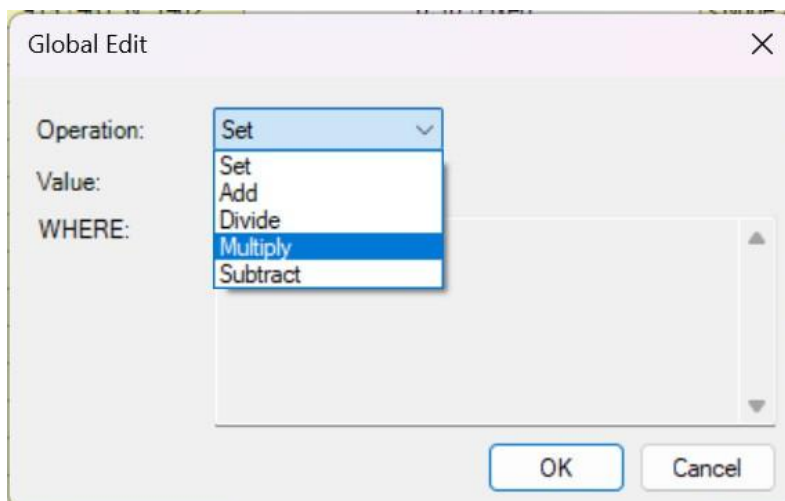 Global Edit
Operation: Set
Set
Add
Value:
Divide
WHERE:
Multiply
Subtract
OK Cancel